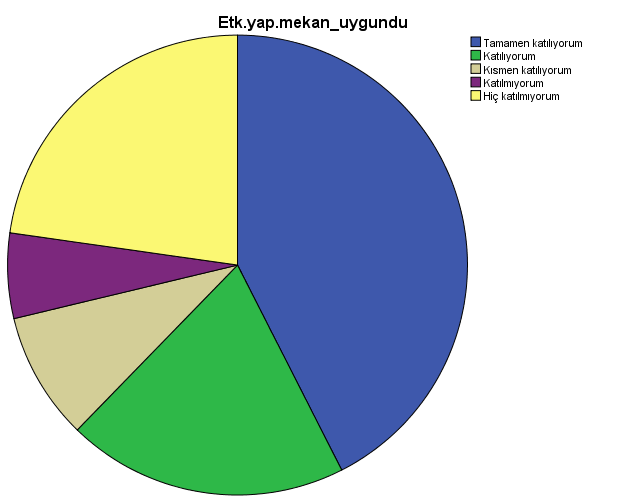 Etk.yap.mekan_uygundu
Tamamen katılıyorum
Katılıyorum
Kısmen katılıyorum
Katılmıyorum
Hiç katılmıyorum